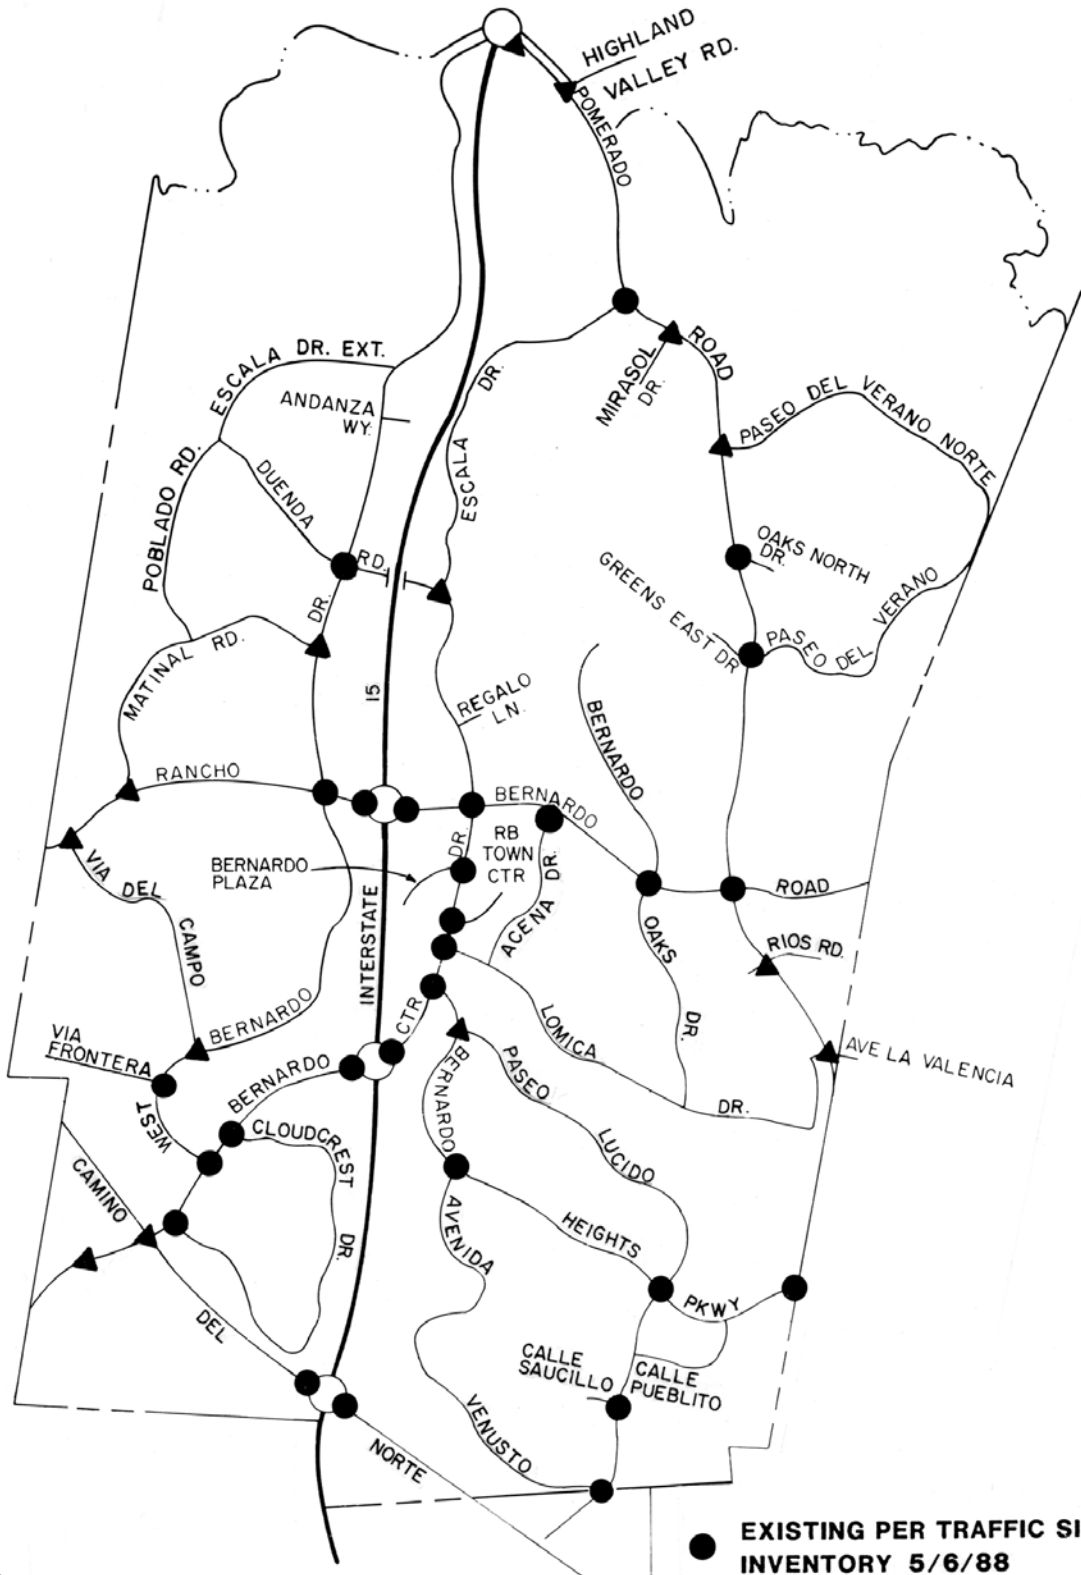 HIGHLAND
VALLEY RD.
POMERADO
ROAD
MIRASOL
DR.
PASEO DEL VERANO NORTE
ESCALA DR. EXT.
ANDANZA
WY.
DR.
ESCALA
POBLADO RD.
DUENDA
RD.
DR.
OAKS NORTH
DR.
GREENS EAST DR
PASEO DEL VERANO
MATINAL RD.
15
REGALO
LN.
BERNARDO
RANCHO
BERNARDO
RB
TOWN
CTR
DR.
BERNARDO
PLAZA
ACENA DR.
ROAD
VIA DEL
CAMPO
INTERSTATE
OAKS
DR.
RIOS RD.
BERNARDO
CTR
LOMICA
DR.
AVE LA VALENCIA
VIA
FRONTERA
WEST
BERNARDO
CLOUDCREST
DR.
BERNARDO
PASEO
LUCIDO
CAMINO
DEL
NORTE
AVENIDA
VENUSTO
HEIGHTS
PKWY
CALLE
SAUCILLO
CALLE
PUEBLITO
EXISTING PER TRAFFIC SI
INVENTORY 5/6/88